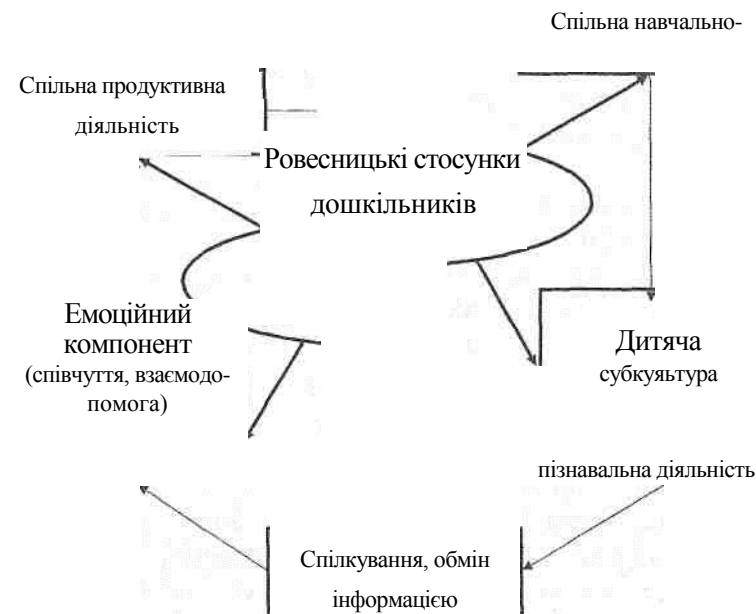 Спільна навчально-
Спільна продуктивна
діяльність
Ровесницькі стосунки
дошкільників
Емоційний
компонент
(співчуття, взаємодо-
помога)
Дитяча
субкуяьтура
пізнавальна діяльність
Спілкування, обмін
інформацією